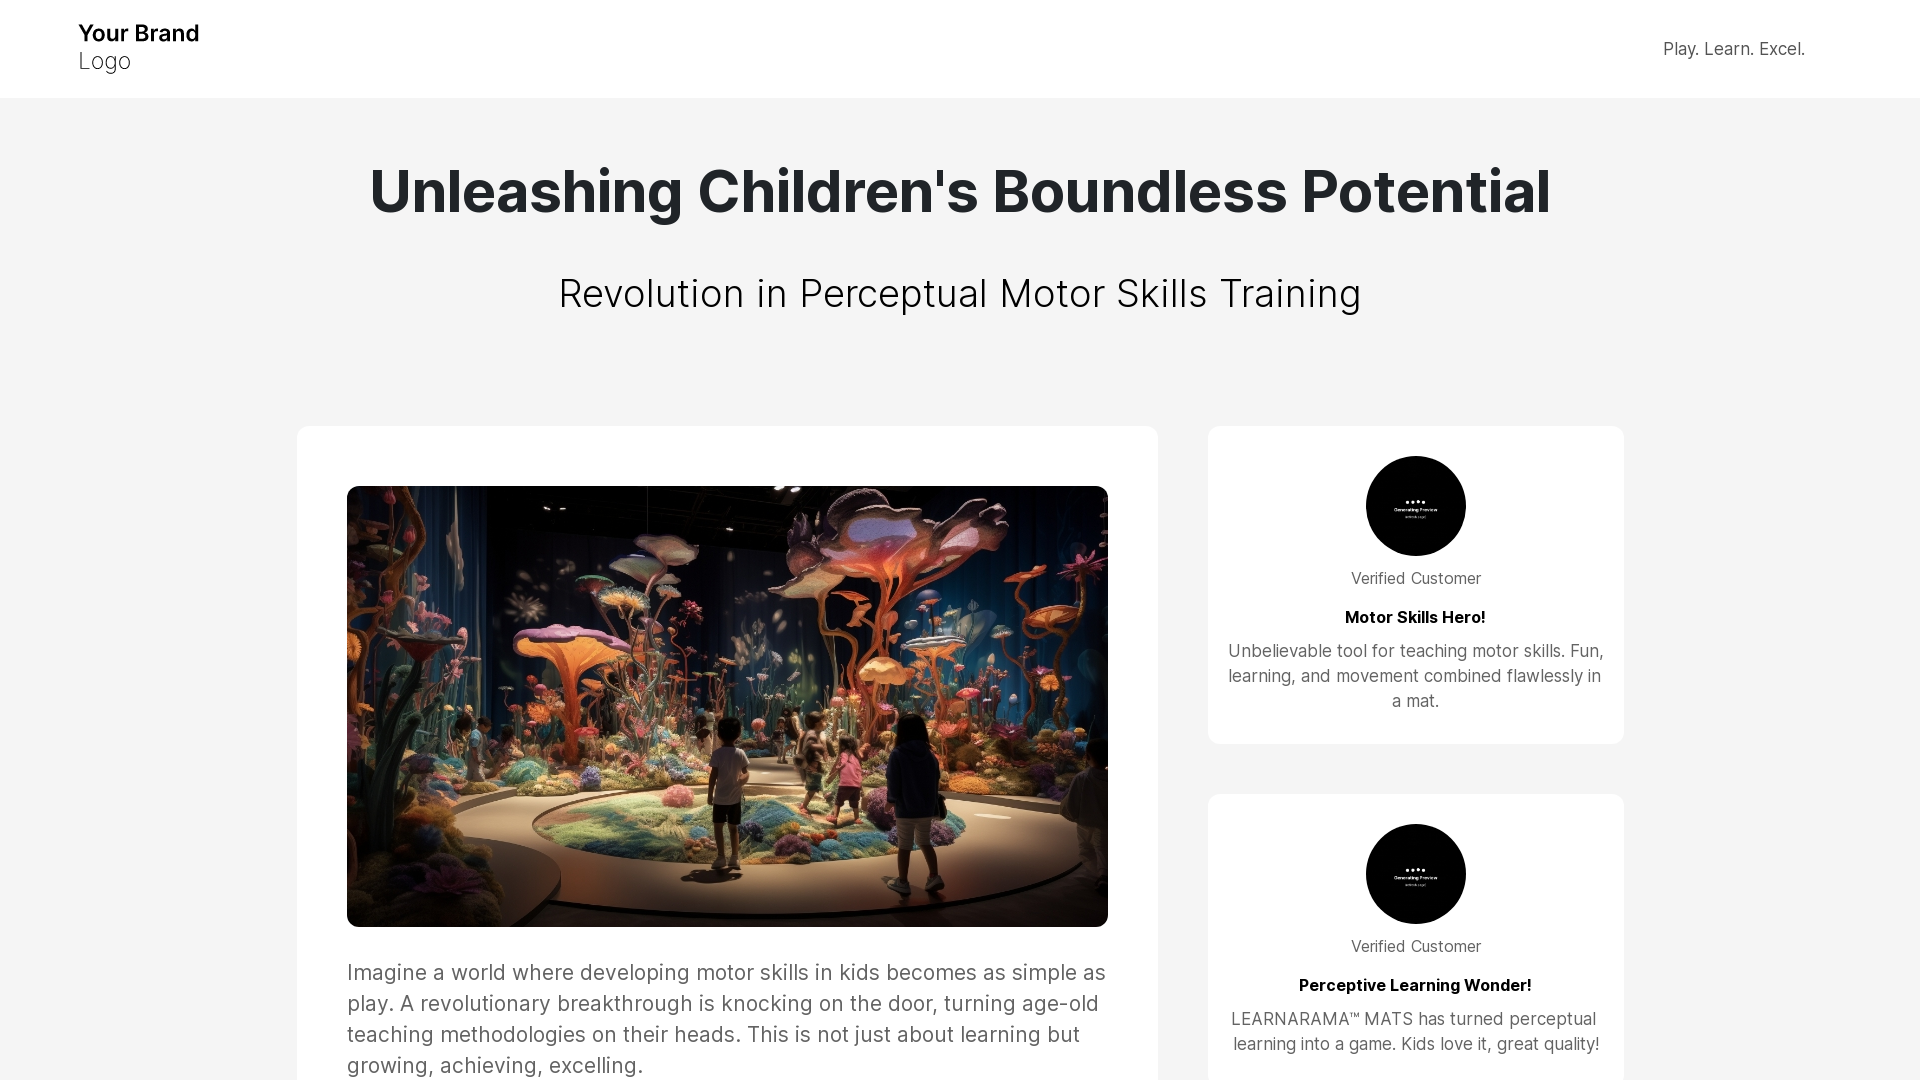 Your Brand
Logo
Play. Learn. Excel.
Unleashing Children's Boundless Potential
Revolution in Perceptual Motor Skills Training
Imagine a world where developing motor skills in kids becomes as simple as
play. A revolutionary breakthrough is knocking on the door, turning age-old
teaching methodologies on their heads. This is not just about learning but
growing, achieving, excelling.
Generating Preview
Verified Customer
Motor Skills Hero!
Unbelievable tool for teaching motor skills. Fun,
learning, and movement combined flawlessly in
a mat.
Generating Preview
Verified Customer
Perceptive Learning Wonder!
LEARNARAMA™ MATS has turned perceptual
learning into a game. Kids love it, great quality!